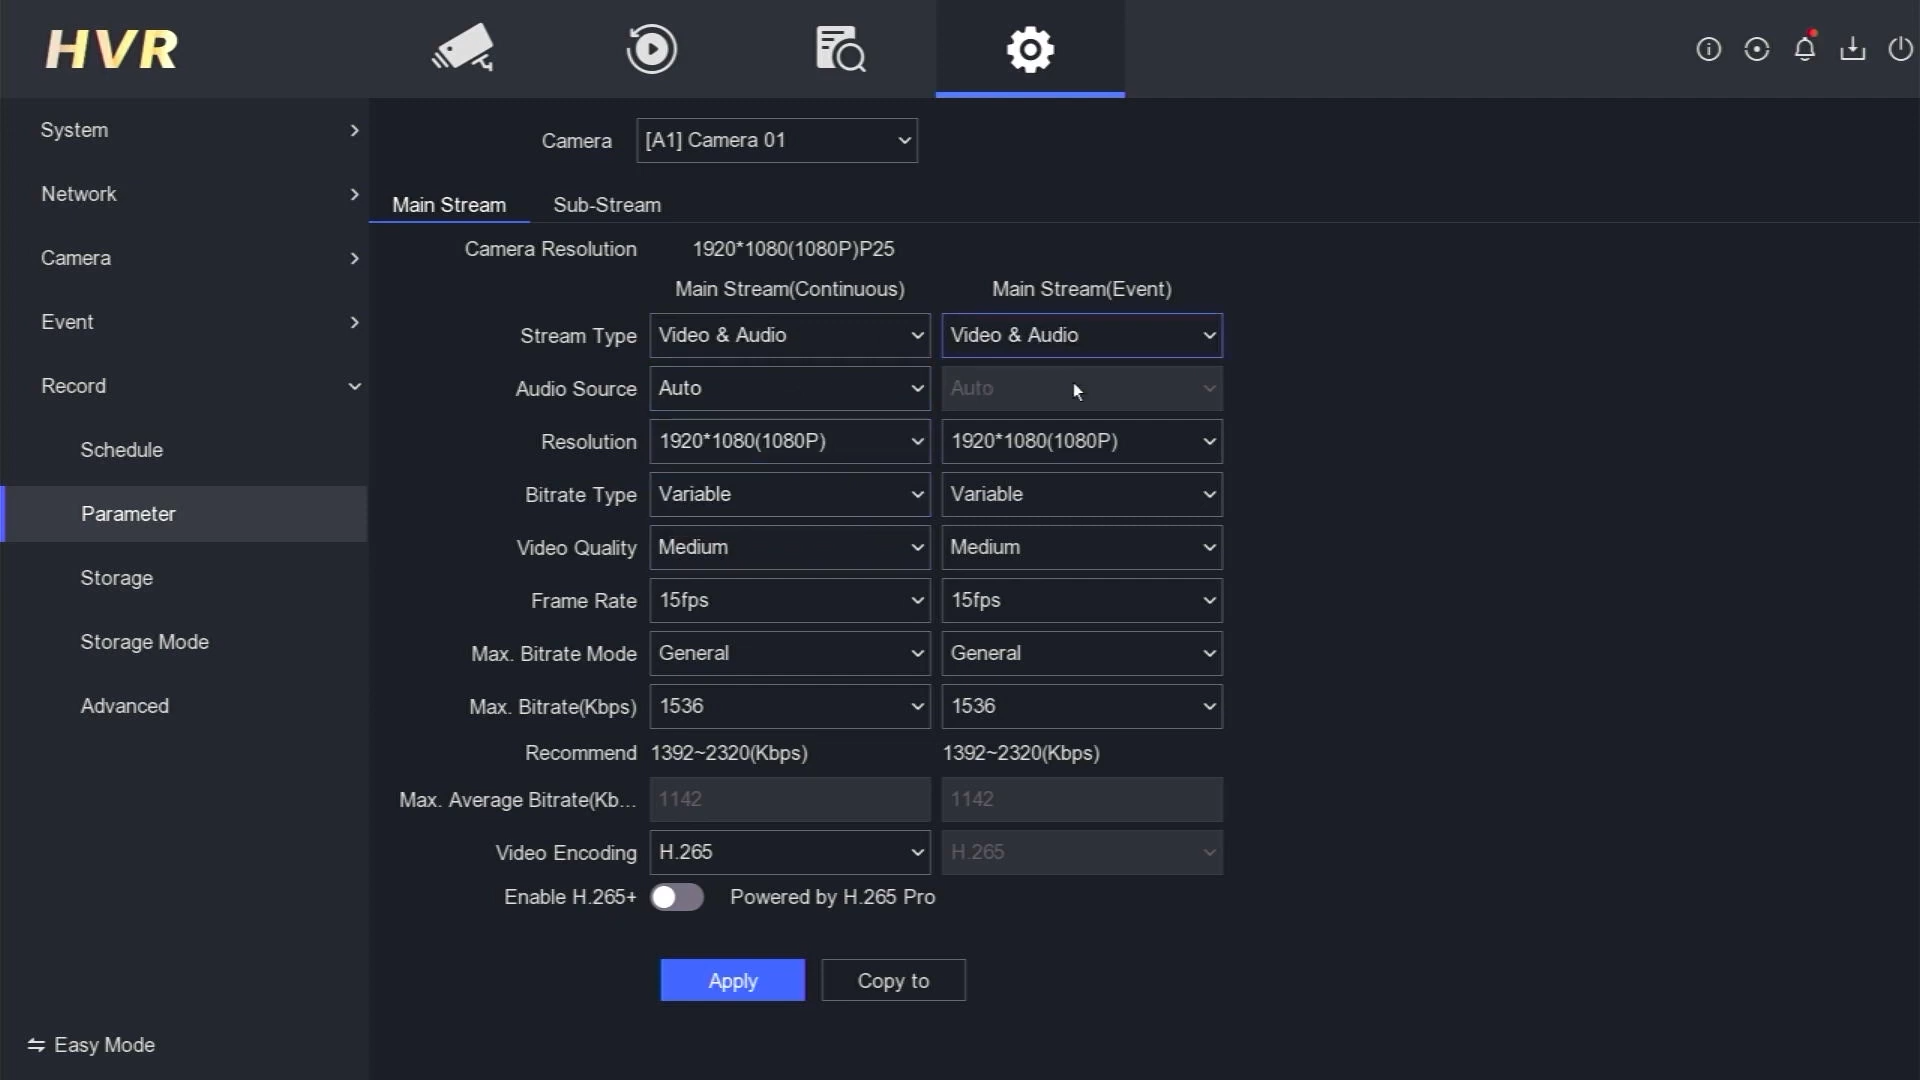 HVR
System
Network
Camera
Event
Record
Schedule
Parameter
Storage
Storage Mode
Advanced
Easy Mode
Camera [A1] Camera 01
Main Stream Sub-Stream
Camera Resolution 1920*1080(1080P)P25
Main Stream(Continuous) Main Stream(Event)
Stream Type Video & Audio Video & Audio
Audio Source Auto Auto
Resolution 1920*1080(1080P) 1920*1080(1080P)
Bitrate Type Variable Variable
Video Quality Medium Medium
Frame Rate 15fps 15fps
Max. Bitrate Mode General General
Max. Bitrate(Kbps) 1536 1536
Recommend 1392~2320(Kbps) 1392~2320(Kbps)
Max. Average Bitrate(Kb... 1142 1142
Video Encoding H.265 H.265
Enable H.265+ Powered by H.265 Pro
Apply Copy to